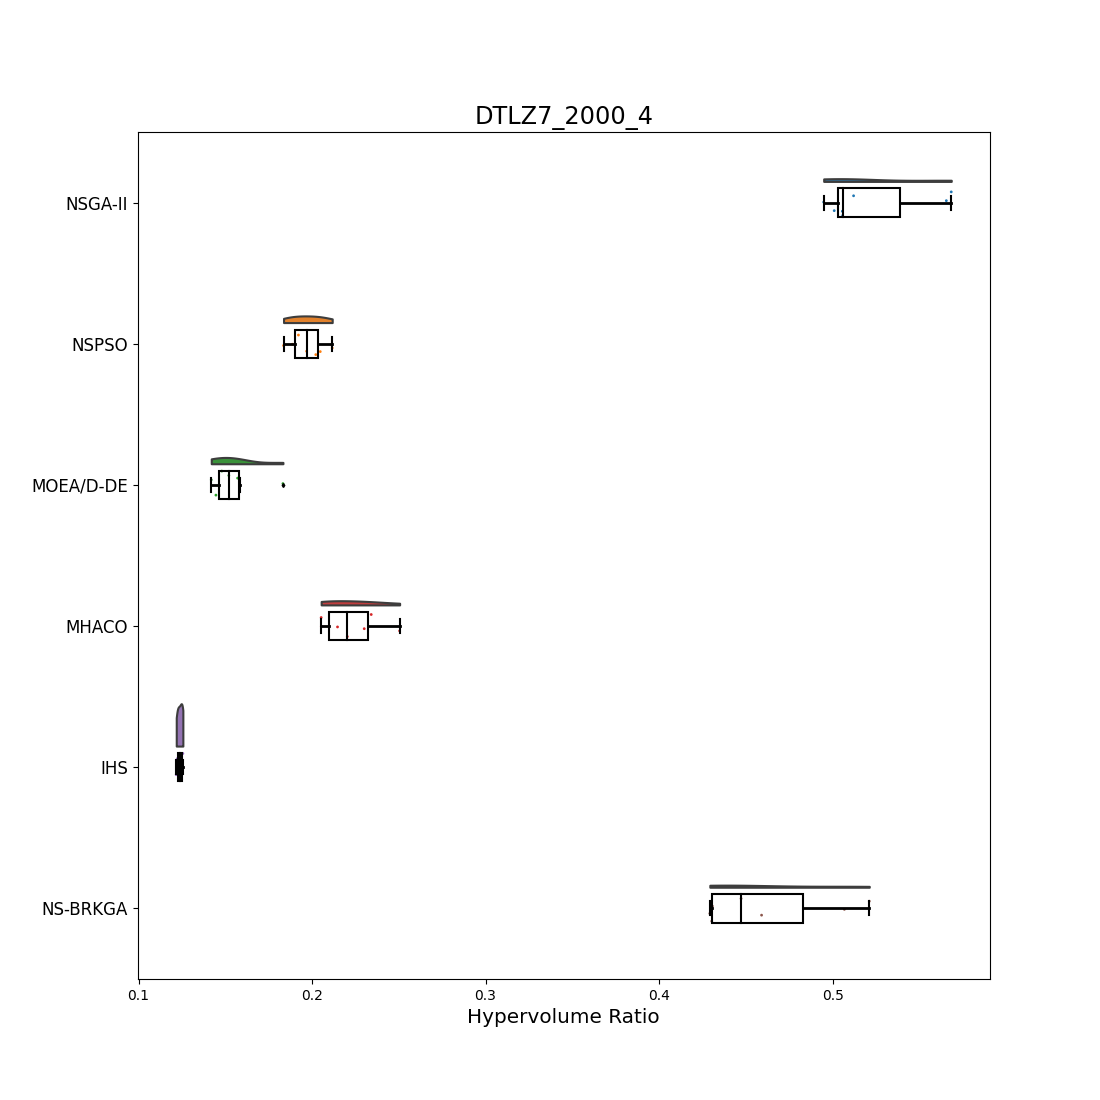 DTLZ7_2000_4
NSGA-II
NSPSO
MOEA/D-DE
MHACO
IHS
NS-BRKGA
0.1 0.2 0.3 0.4 0.5
Hypervolume Ratio